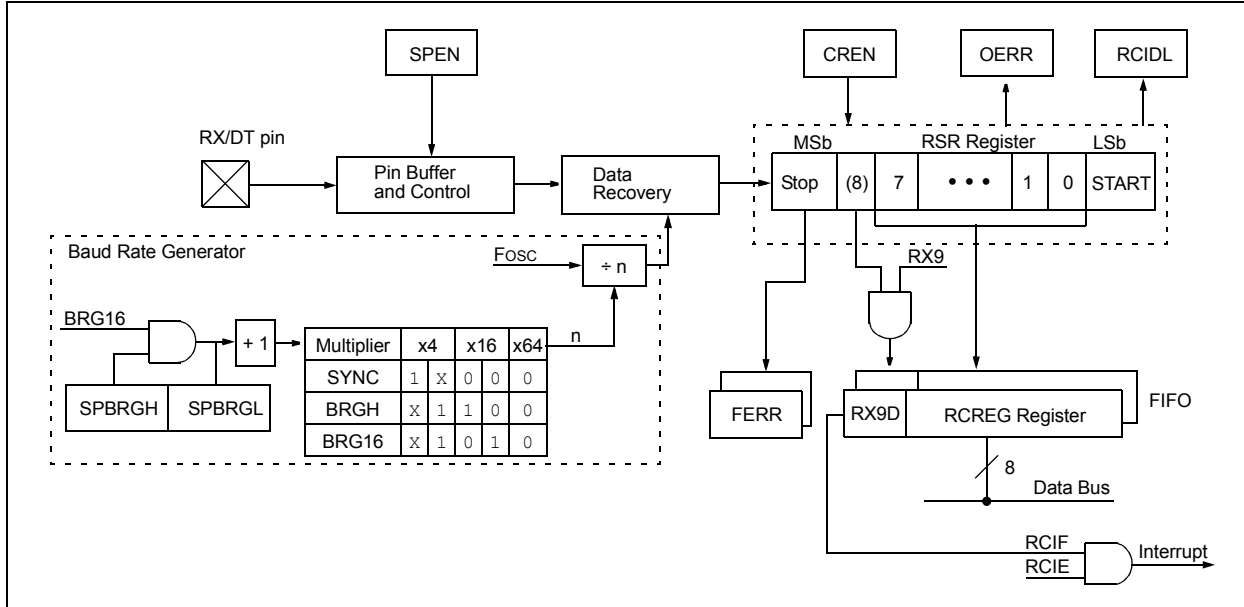 SPEN
CREN
OERR
RCIDL
RX/DT pin
Pin Buffer
and Control
Data
Recovery
MSb
RSR Register
LSb
Stop (8) 7 • • • 1 0 START
Baud Rate Generator
FOSC
÷ n
RX9
BRG16
+ 1
n
SPBRGH SPBRGL
Multiplier x4 x16 x64
SYNC 1 X 0 0 0
BRGH X 1 1 0 0
BRG16 X 1 0 1 0
FERR
RX9D RCREG Register
FIFO
8
Data Bus
RCIF
RCIE
Interrupt